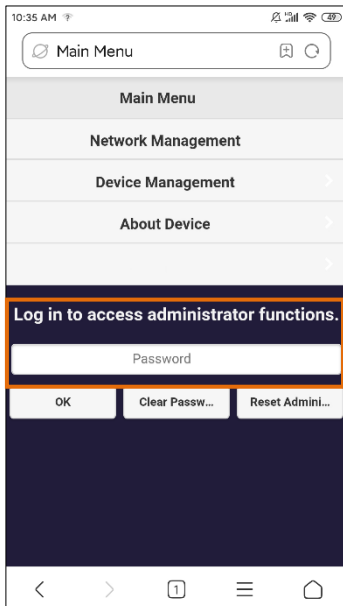 10:35 AM
49
Main Menu
Main Menu
Network Management
Device Management
About Device
Log in to access administrator functions.
Password
OK Clear Passw... Reset Admini...
1